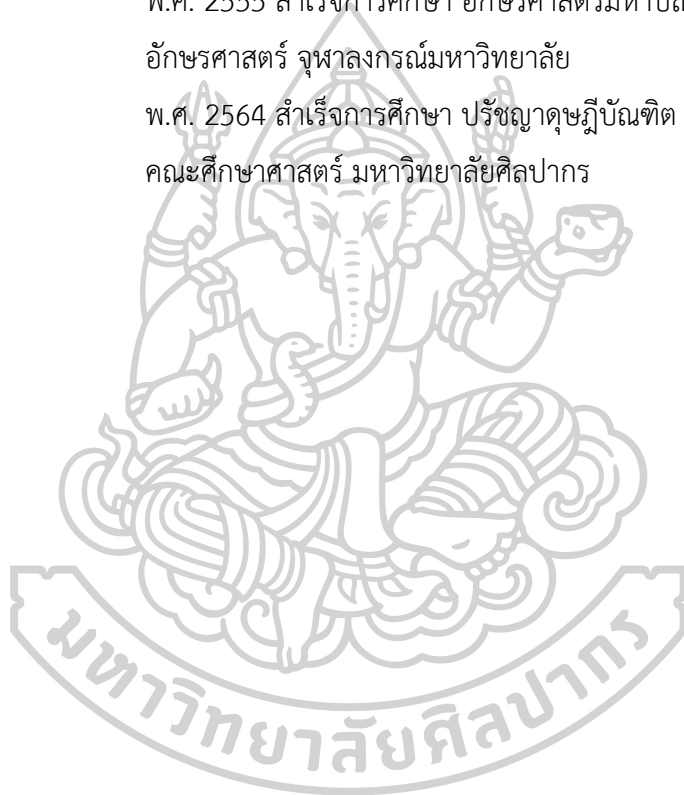 พ.ศ. 2555 สำเร็จการศึกษา อักษรศาสตรมหาบัณ
อักษรศาสตร์ จุฬาลงกรณ์มหาวิทยาลัย
พ.ศ. 2564 สำเร็จการศึกษา ปรัชญาดุษฎีบัณฑิต
คณะศึกษาศาสตร์ มหาวิทยาลัยศิลปากร
มหาวิทยาลัยศิลปากร